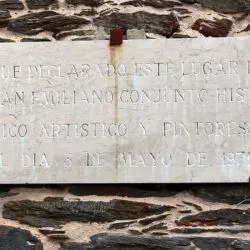 UE DECLARADO ESTE LUGAR
AN EMILIANO CONJUNTO HIST
ICO ARTISTICO Y PINTORES
L DIA 3 DE MAYO DE 197